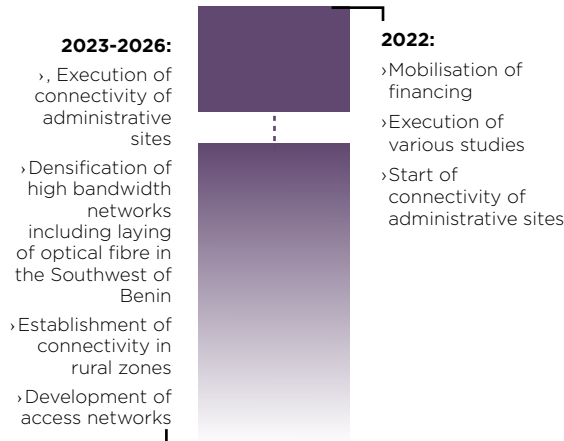 2023-2026:
›, Execution of
connectivity of
administrative
sites
›Densification of
high bandwidth
networks
including laying
of optical fibre in
the Southwest of
Benin
›Establishment of
connectivity in
rural zones
›Development of
access networks
2022:
›Mobilisation of
financing
›Execution of
various studies
›Start of
connectivity of
administrative sites